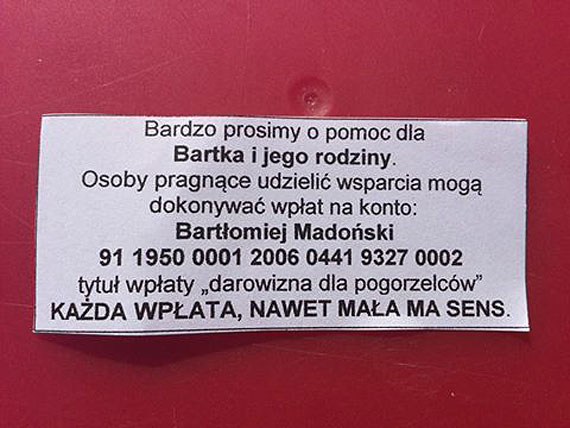 Bardzo prosimy o pomoc dla
Bartka i jego rodziny.
Osoby pragnące udzielić wsparcia mogą
dokonywać wpłat na konto:
Bartłomiej Madoński
91 1950 0001 2006 0441 9327 0002
tytuł wpłaty „darowizna dla pogorzelców”
KAŻDA WPŁATA, NAWET MAŁA MA SENS.